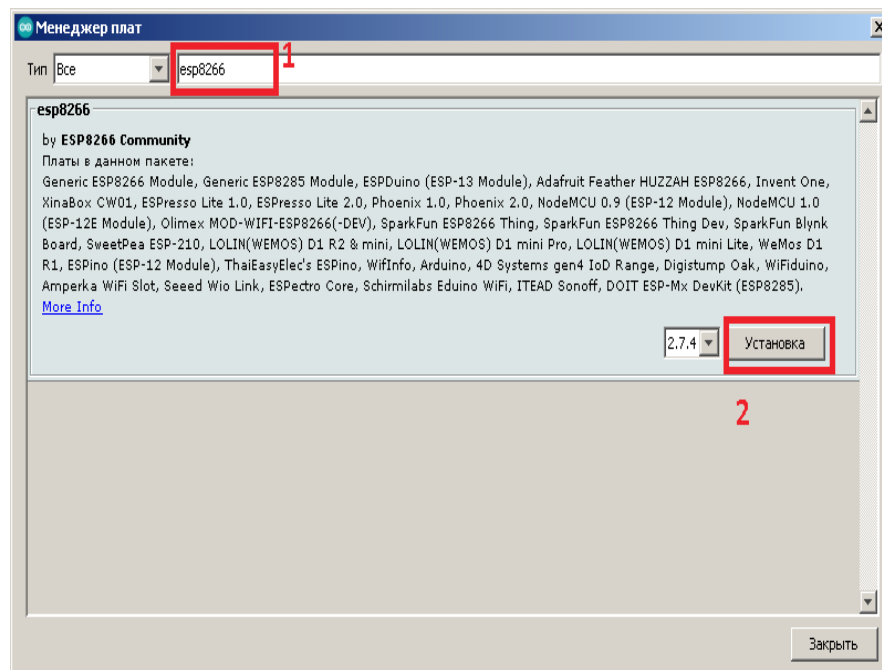 Менеджер плат
Тип Все esp8266 1
esp8266
by ESP8266 Community
Платы в данном пакете:
Generic ESP8266 Module, Generic ESP8285 Module, ESPDuino (ESP-13 Module), Adafruit Feather HUZZAH ESP8266, Invent One,
XinaBox CW01, ESPresso Lite 1.0, ESPresso Lite 2.0, Phoenix 1.0, Phoenix 2.0, NodeMCU 0.9 (ESP-12 Module), NodeMCU 1.0
(ESP-12E Module), Olimex MOD-WIFI-ESP8266(-DEV), SparkFun ESP8266 Thing, SparkFun ESP8266 Thing Dev, SparkFun Blynk
Board, SweetPea ESP-210, LOLIN(WEMOS) D1 R2 & mini, LOLIN(WEMOS) D1 mini Pro, LOLIN(WEMOS) D1 mini Lite, WeMos D1
R1, ESPino (ESP-12 Module), ThaiEasyElec's ESPino, WifInfo, Arduino, 4D Systems gen4 IoD Range, Digistump Oak, WiFiduino,
Amperka WiFi Slot, Seeed Wio Link, ESPectro Core, Schirmilabs Eduino WiFi, ITEAD Sonoff, DOIT ESP-Mx DevKit (ESP8285).
More Info
2.7.4 Установка
2
Закрыть